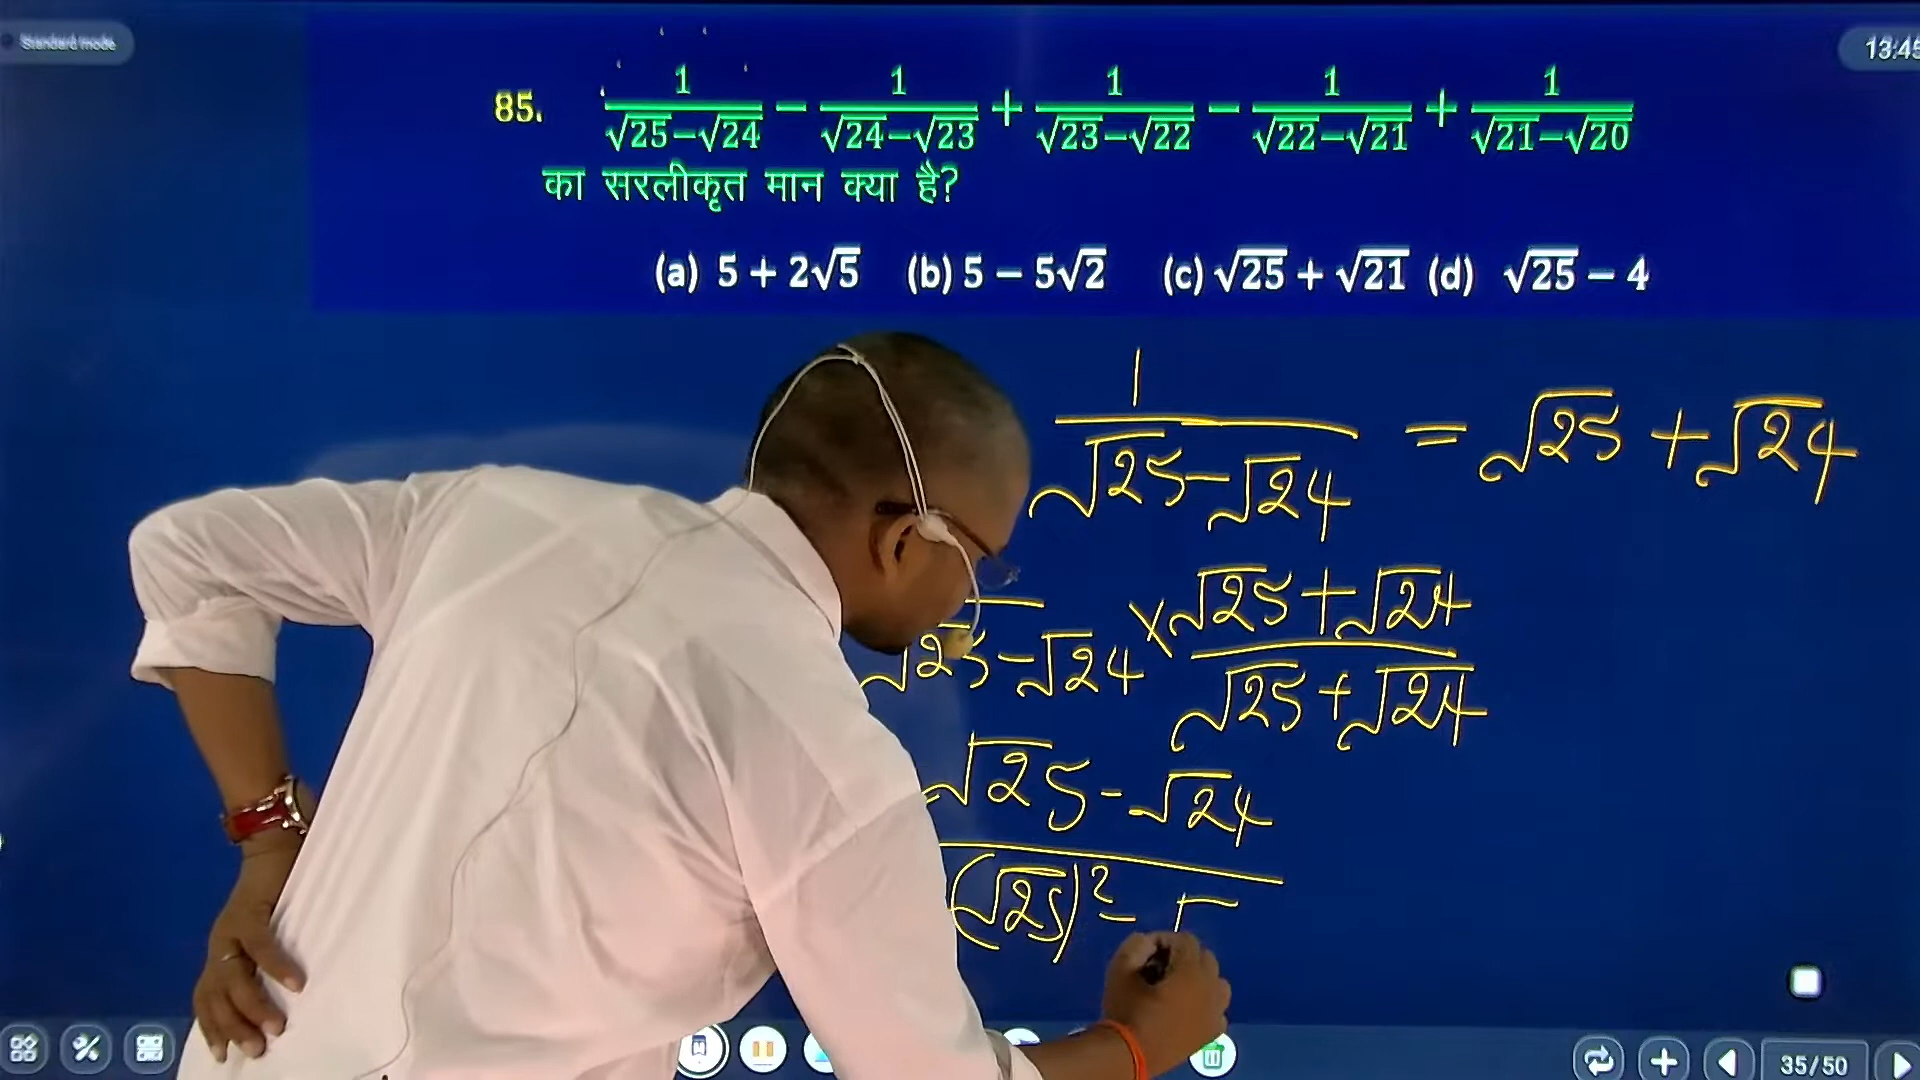 Standard mode
13:45
85. 1/(√25−√24) − 1/(√24−√23) + 1/(√23−√22) − 1/(√22−√21) + 1/(√21−√20)
का सरलीकृत मान क्या है?
(a) 5 + 2√5 (b) 5 − 5√2 (c) √25 + √21 (d) √25 − 4
1/(√25−√24) = √25 + √24
√25−√24 × (√25+√24)/(√25+√24)
√25-√24
(√25)² - √
35/50